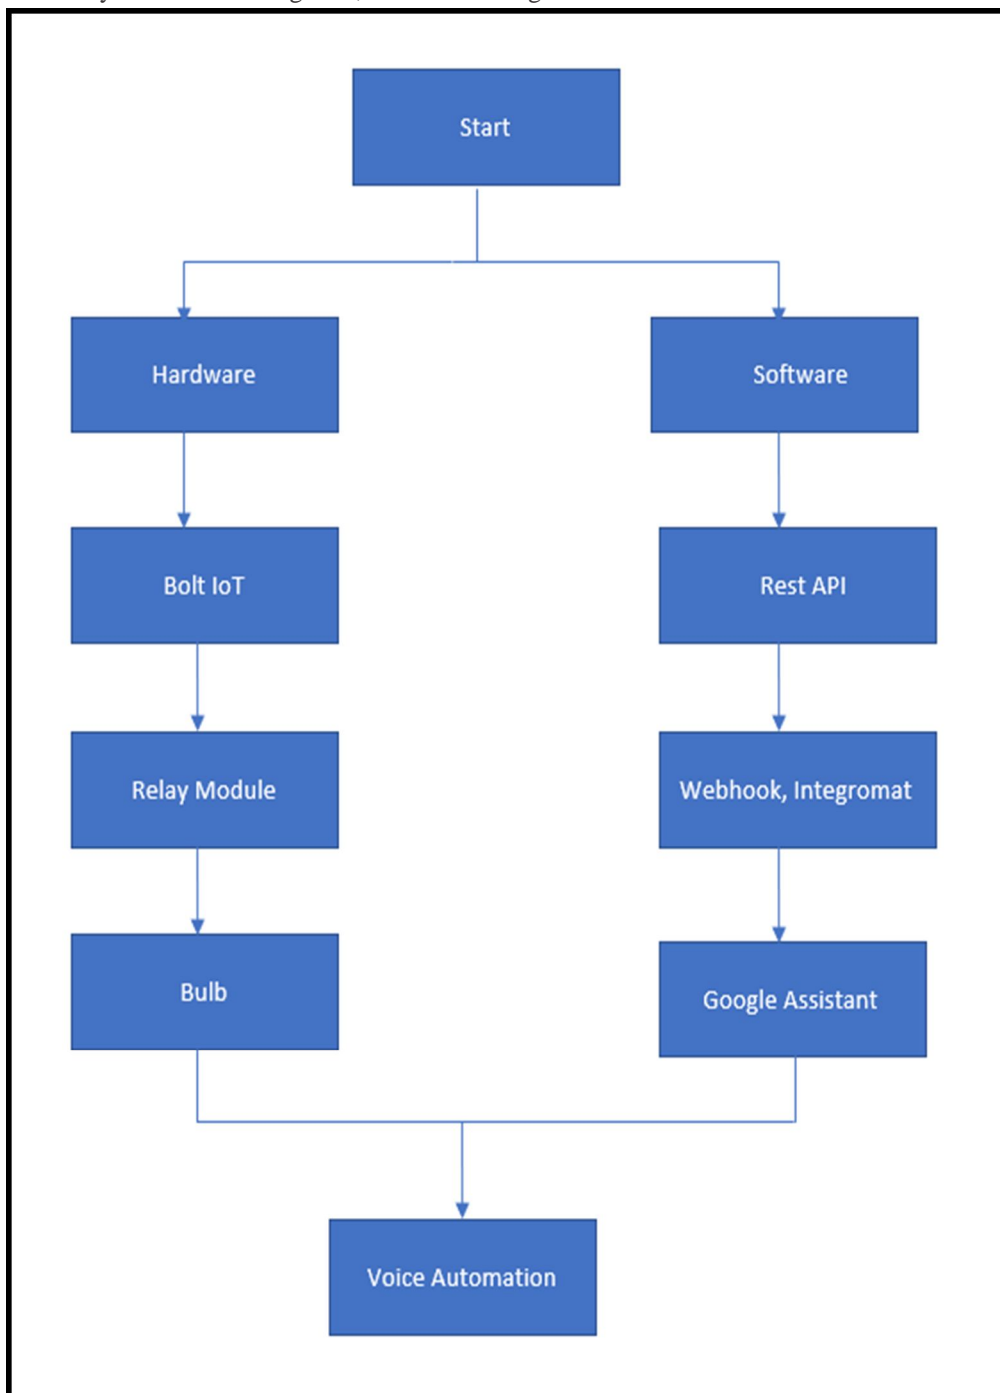 Start
Hardware
Software
Bolt IoT
Rest API
Relay Module
Webhook, Integromat
Bulb
Google Assistant
Voice Automation